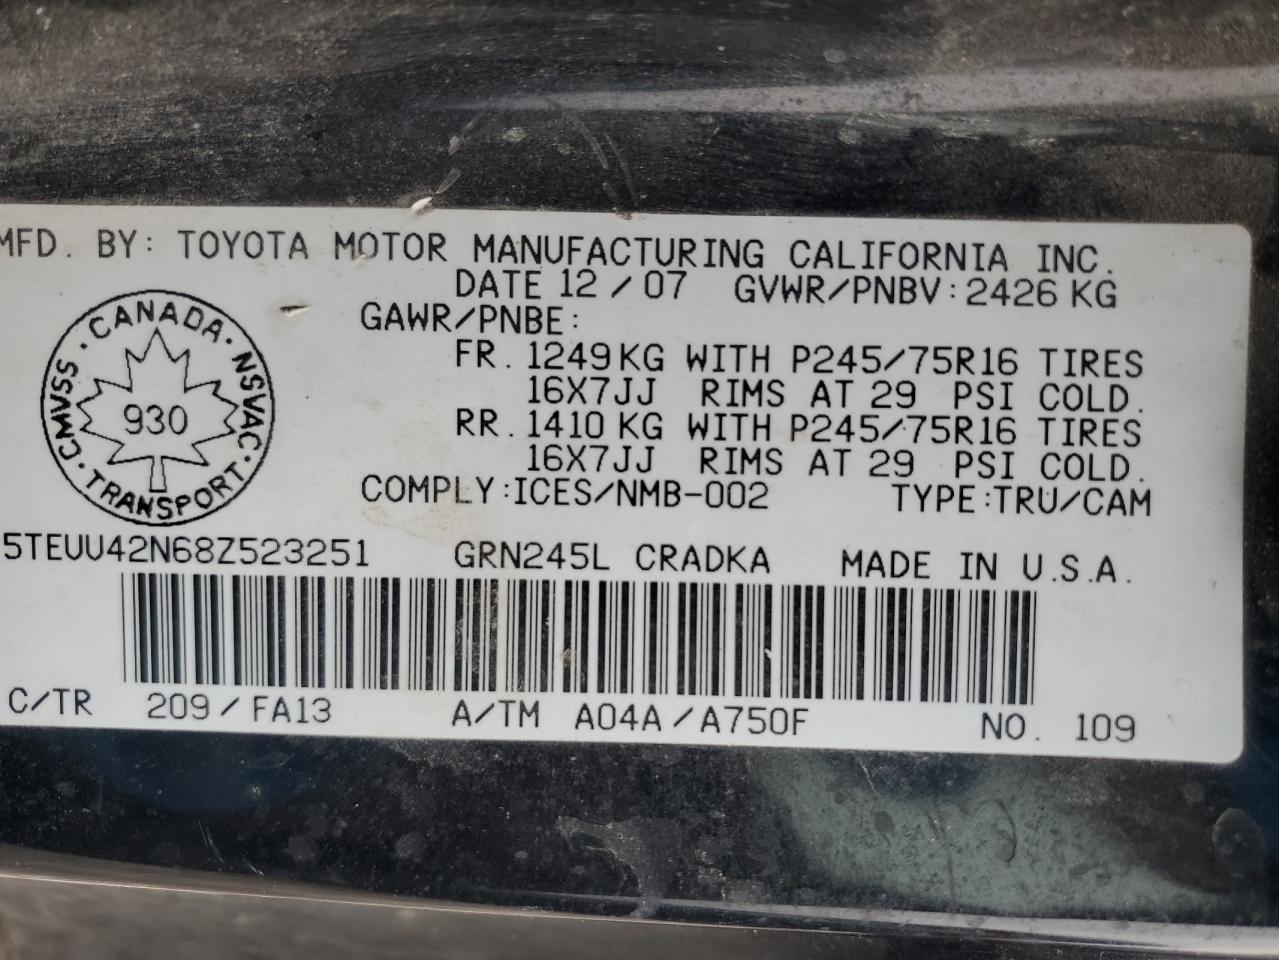 MFD. BY: TOYOTA MOTOR MANUFACTURING CALIFORNIA INC.
DATE 12/07 GVWR/PNBV: 2426 KG
GAWR/PNBE:
FR. 1249 KG WITH P245/75R16 TIRES
16X7JJ RIMS AT 29 PSI COLD.
RR. 1410 KG WITH P245/75R16 TIRES
16X7JJ RIMS AT 29 PSI COLD.
COMPLY:ICES/NMB-002 TYPE:TRU/CAM
CMVSS · CANADA · NSVAC · TRANSPORT ·
930
5TEUU42N68Z523251 GRN245L CRADKA MADE IN U.S.A.
C/TR 209/FA13 A/TM A04A/A750F NO. 109